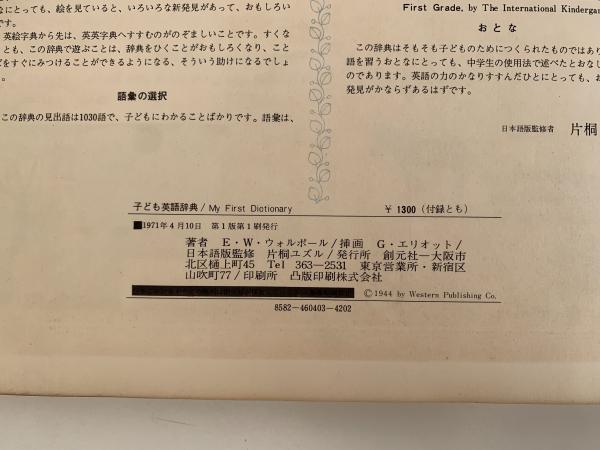 なにとっても、絵を見ていると、いろいろな新発見があって、おもしろい
英絵字典から先は、英英字典へすすむのがのぞましいことです。すくな
とも、この辞典で遊ぶことは、辞典をひくことがおもしろくなり、こと
をすぐにみつけることができるようになる、そういう助けになるでしょ
。
語彙の選択
この辞典の見出語は1030語で、子どもにわかることばかりです。語彙は、
First Grade, by The International Kindergar
おとな
この辞典はそもそも子どものためにつくられたものではあり
語を習うおとなにとっても、中学生の使用法で述べたとおなし
のであります。英語の力のかなりすすんだひとにとっても、お
発見がかならずあるはずです。
日本語版監修者 片桐
子ども英語辞典/My First Dictionary ¥ 1300 (付録とも)
■1971年4月10日 第1版第1刷発行
著者 E・W・ウォルポール/挿画 G・エリオット/
日本語版監修 片桐ユズル/発行所 創元社—大阪市
北区樋上町45 Tel 363—2531 東京営業所・新宿区
山吹町77/印刷所 凸版印刷株式会社
©1944 by Western Publishing Co.
8582—460403—4202